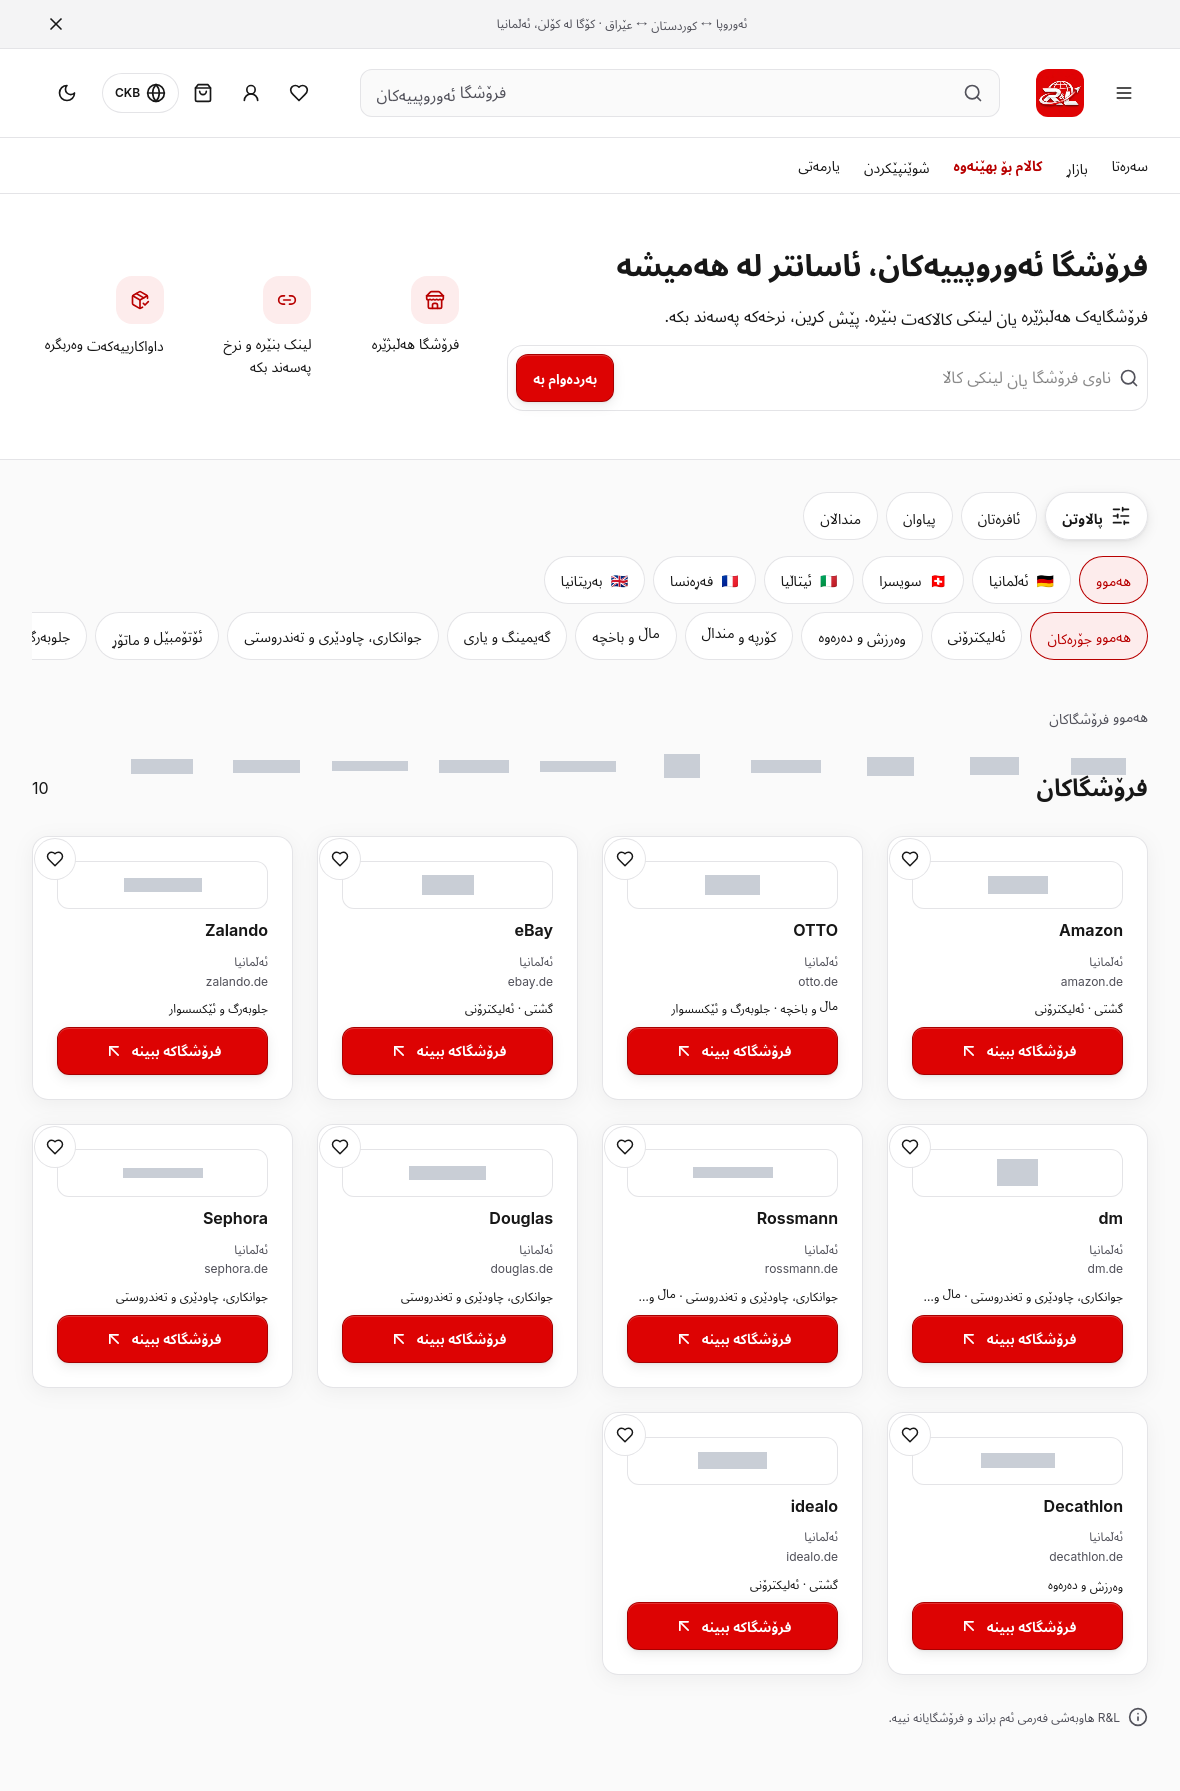 ئەوروپا ↔ کوردستان ↔ عێراق · کۆگا لە کۆلن، ئەڵمانیا
R&L
فرۆشگا ئەوروپییەکان
CKB
سەرەتا
بازاڕ
کاڵام بۆ بهێنەوە
شوێنپێکردن
یارمەتی
فرۆشگا ئەوروپییەکان، ئاسانتر لە هەمیشە
فرۆشگایەک هەڵبژێرە یان لینکی کاڵاکەت بنێرە. پێش کڕین، نرخەکە پەسەند بکە.
ناوی فرۆشگا یان لینکی کاڵا
بەردەوام بە
فرۆشگا هەڵبژێرە
لینک بنێرە و نرخ
پەسەند بکە
داواکارییەکەت وەربگرە
پاڵاوتن
ئافرەتان
پیاوان
منداڵان
هەموو
🇩🇪 ئەڵمانیا
🇨🇭 سویسرا
🇮🇹 ئیتاڵیا
🇫🇷 فەڕەنسا
🇬🇧 بەریتانیا
هەموو جۆرەکان
ئەلیکترۆنی
وەرزش و دەرەوە
کۆرپە و منداڵ
ماڵ و باخچە
گەیمینگ و یاری
جوانکاری، چاودێری و تەندروستی
ئۆتۆمبێل و ماتۆڕ
جلوبەرگ
هەموو فرۆشگاکان
فرۆشگاکان
10
Amazon
ئەڵمانیا
amazon.de
گشتی · ئەلیکترۆنی
فرۆشگاکە ببینە
OTTO
ئەڵمانیا
otto.de
ماڵ و باخچە · جلوبەرگ و ئێکسسوار
فرۆشگاکە ببینە
eBay
ئەڵمانیا
ebay.de
گشتی · ئەلیکترۆنی
فرۆشگاکە ببینە
Zalando
ئەڵمانیا
zalando.de
جلوبەرگ و ئێکسسوار
فرۆشگاکە ببینە
dm
ئەڵمانیا
dm.de
جوانکاری، چاودێری و تەندروستی · ماڵ و...
فرۆشگاکە ببینە
Rossmann
ئەڵمانیا
rossmann.de
جوانکاری، چاودێری و تەندروستی · ماڵ و...
فرۆشگاکە ببینە
Douglas
ئەڵمانیا
douglas.de
جوانکاری، چاودێری و تەندروستی
فرۆشگاکە ببینە
Sephora
ئەڵمانیا
sephora.de
جوانکاری، چاودێری و تەندروستی
فرۆشگاکە ببینە
Decathlon
ئەڵمانیا
decathlon.de
وەرزش و دەرەوە
فرۆشگاکە ببینە
idealo
ئەڵمانیا
idealo.de
گشتی · ئەلیکترۆنی
فرۆشگاکە ببینە
R&L هاوبەشی فەرمی ئەم براند و فرۆشگایانە نییە.